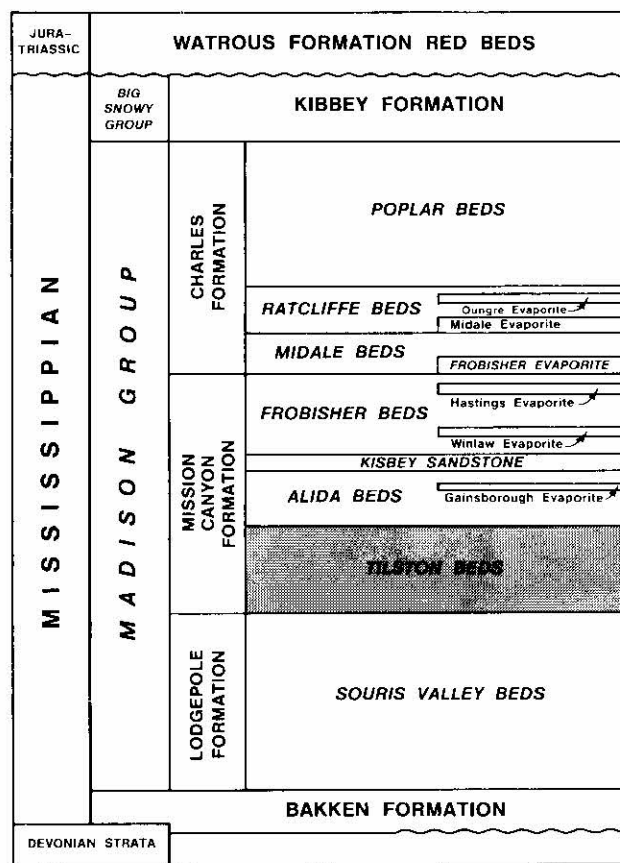 JURA-
TRIASSIC
WATROUS FORMATION RED BEDS
BIG
SNOWY
GROUP
KIBBEY FORMATION
MISSISSIPPIAN
MADISON GROUP
CHARLES
FORMATION
POPLAR BEDS
RATCLIFFE BEDS
Oungre Evaporite
Midale Evaporite
MIDALE BEDS
FROBISHER EVAPORITE
MISSION
CANYON
FORMATION
FROBISHER BEDS
Hastings Evaporite
Winlaw Evaporite
KISBEY SANDSTONE
ALIDA BEDS
Gainsborough Evaporite
TILSTON BEDS
LODGEPOLE
FORMATION
SOURIS VALLEY BEDS
BAKKEN FORMATION
DEVONIAN STRATA